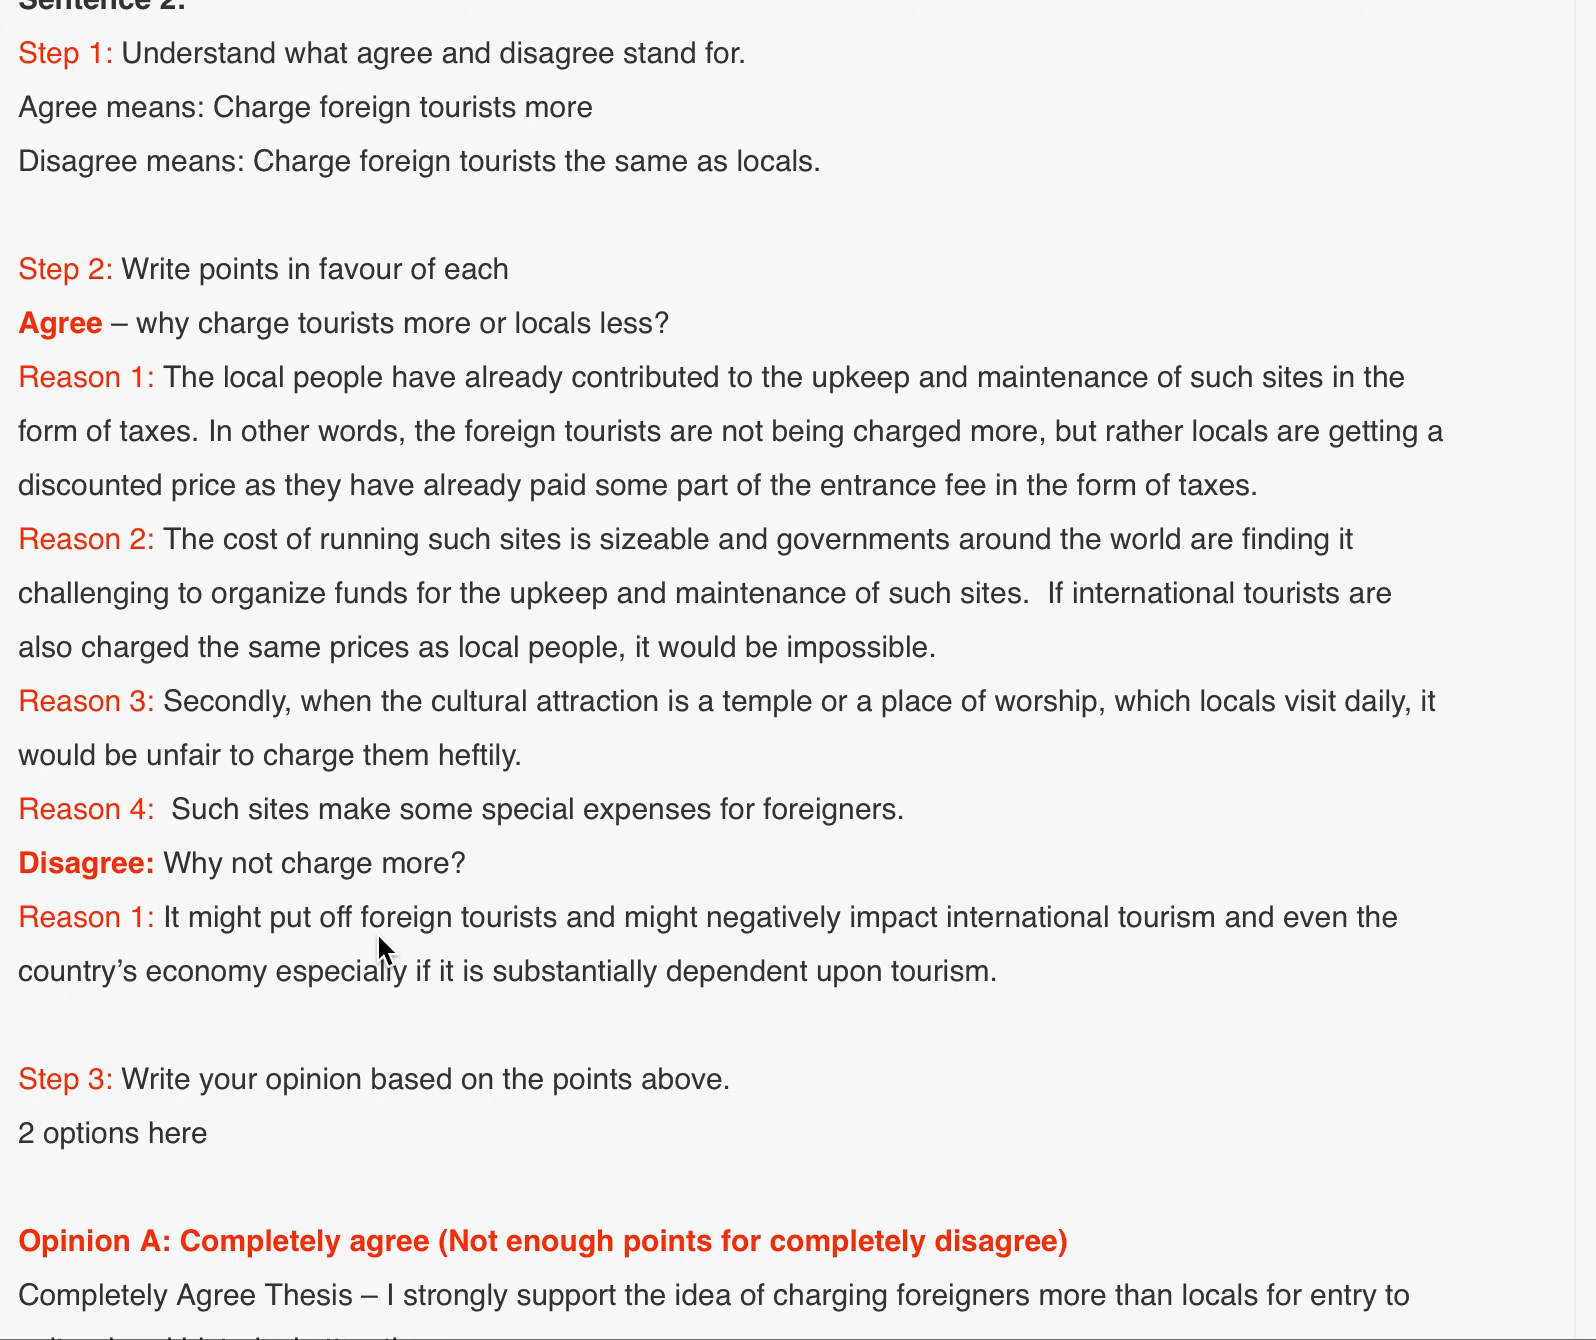 Sentence 2:
Step 1: Understand what agree and disagree stand for.
Agree means: Charge foreign tourists more
Disagree means: Charge foreign tourists the same as locals.
Step 2: Write points in favour of each
Agree – why charge tourists more or locals less?
Reason 1: The local people have already contributed to the upkeep and maintenance of such sites in the
form of taxes. In other words, the foreign tourists are not being charged more, but rather locals are getting a
discounted price as they have already paid some part of the entrance fee in the form of taxes.
Reason 2: The cost of running such sites is sizeable and governments around the world are finding it
challenging to organize funds for the upkeep and maintenance of such sites.  If international tourists are
also charged the same prices as local people, it would be impossible.
Reason 3: Secondly, when the cultural attraction is a temple or a place of worship, which locals visit daily, it
would be unfair to charge them heftily.
Reason 4:  Such sites make some special expenses for foreigners.
Disagree: Why not charge more?
Reason 1: It might put off foreign tourists and might negatively impact international tourism and even the
country’s economy especially if it is substantially dependent upon tourism.
Step 3: Write your opinion based on the points above.
2 options here
Opinion A: Completely agree (Not enough points for completely disagree)
Completely Agree Thesis – I strongly support the idea of charging foreigners more than locals for entry to